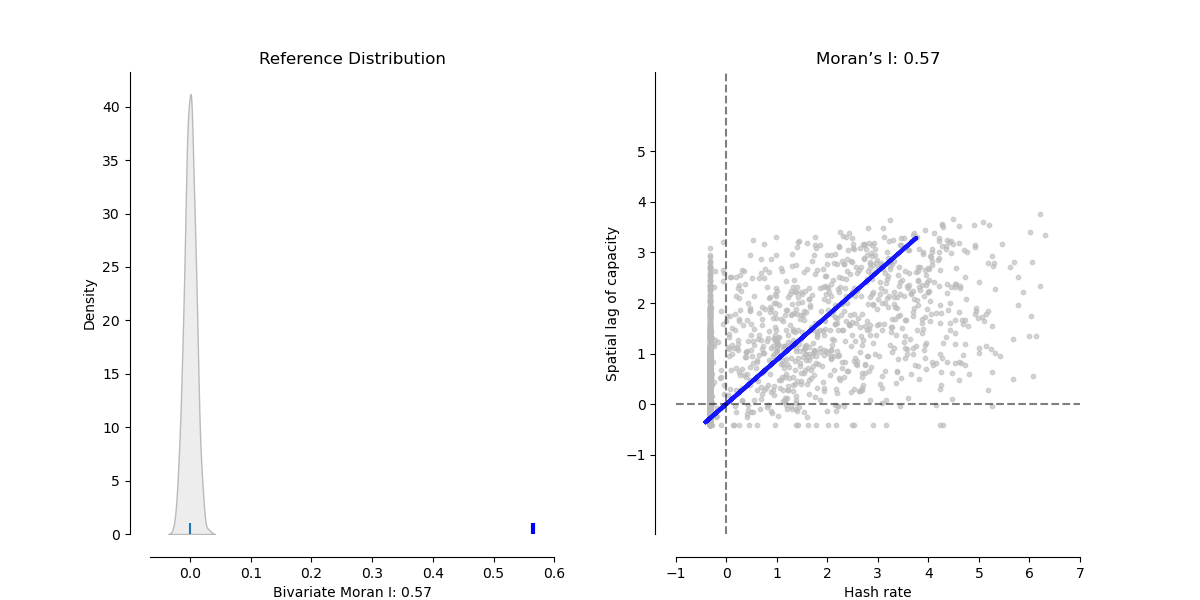 Reference Distribution
Density
40
35
30
25
20
15
10
5
0
0.0 0.1 0.2 0.3 0.4 0.5 0.6
Bivariate Moran I: 0.57
Moran’s I: 0.57
Spatial lag of capacity
5
4
3
2
1
0
−1
−1 0 1 2 3 4 5 6 7
Hash rate